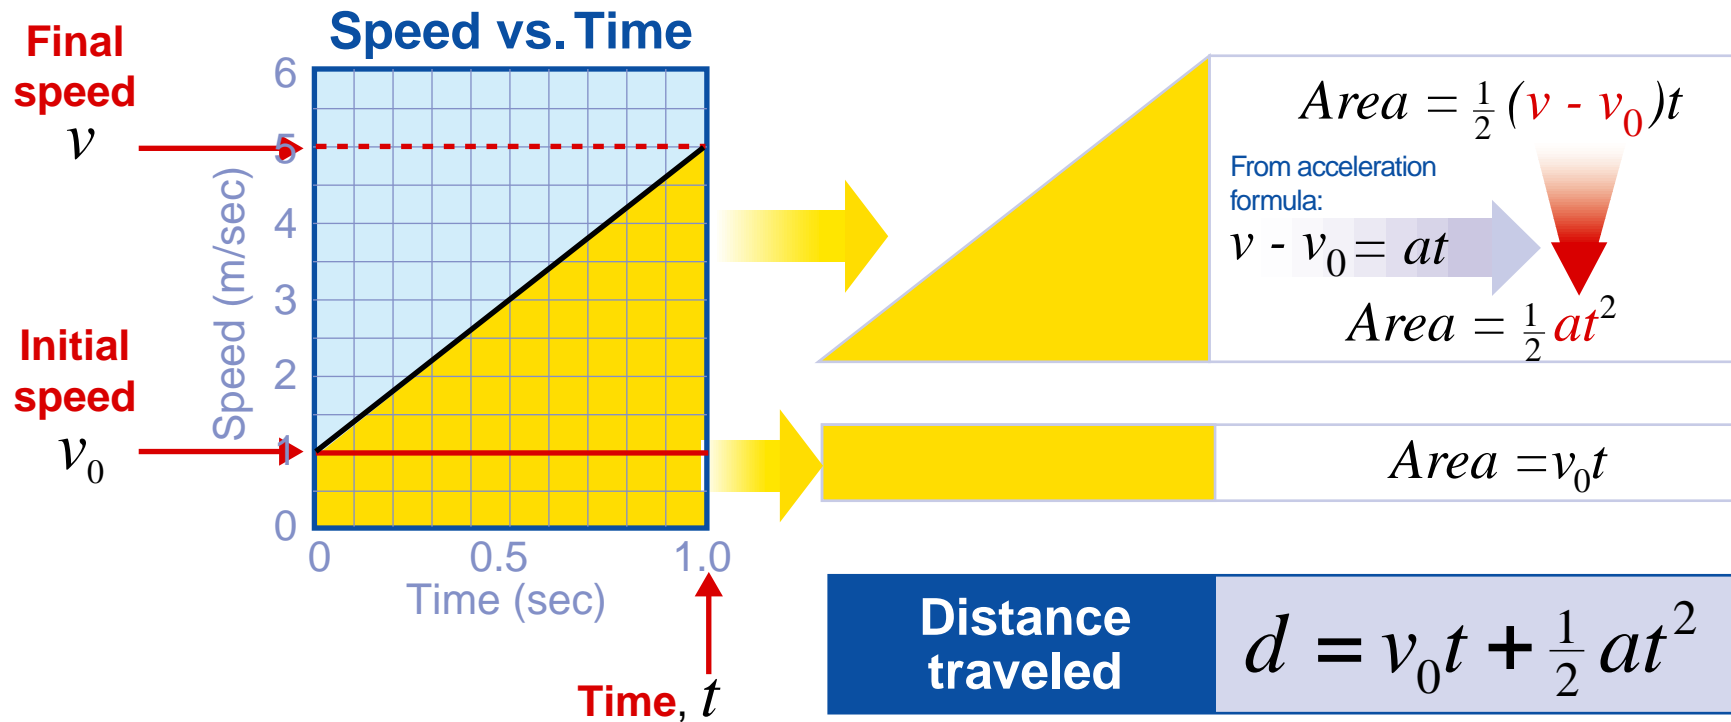 Speed vs. Time
Final
speed
v
Initial
speed
v₀
Speed (m/sec)
6
5
4
3
2
1
0
0 0.5 1.0
Time (sec)
Time, t
Area = ½ (v - v₀)t
From acceleration
formula:
v - v₀ = at
Area = ½ at²
Area = v₀t
Distance
traveled
d = v₀t + ½ at²